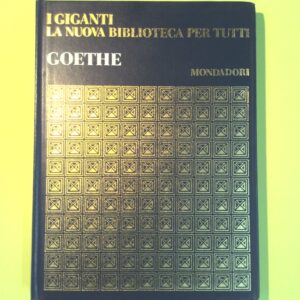 I GIGANTI
LA NUOVA BIBLIOTECA PER TUTTI
GOETHE
MONDADORI